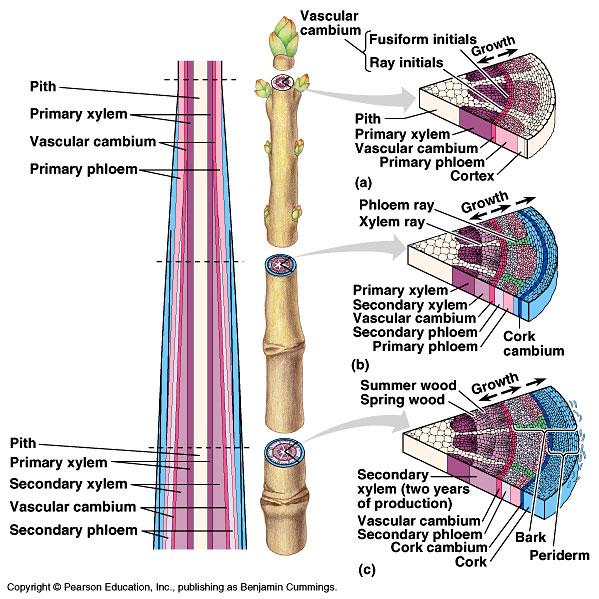 Pith
Primary xylem
Vascular cambium
Primary phloem
Pith
Primary xylem
Secondary xylem
Vascular cambium
Secondary phloem
Vascular
cambium
Fusiform initials
Ray initials
Growth
Pith
Primary xylem
Vascular cambium
Primary phloem
Cortex
(a)
Phloem ray
Xylem ray
Growth
Primary xylem
Secondary xylem
Vascular cambium
Secondary phloem
Primary phloem
Cork
cambium
(b)
Summer wood
Spring wood
Growth
Secondary
xylem (two years
of production)
Vascular cambium
Secondary phloem
Cork cambium
Cork
Bark
Periderm
(c)
Copyright © Pearson Education, Inc., publishing as Benjamin Cummings.